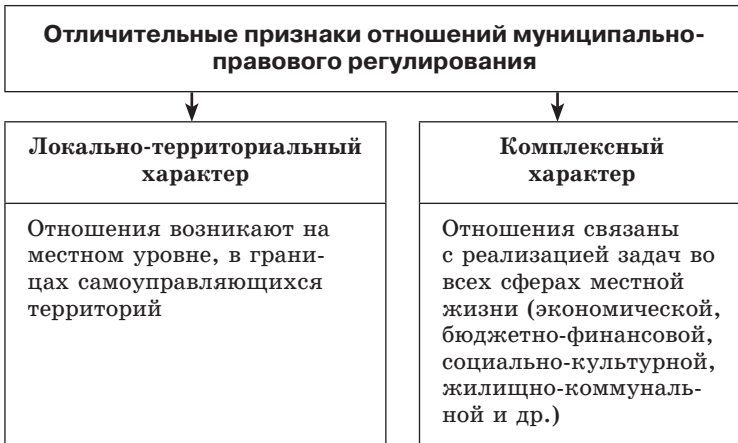 Отличительные признаки отношений муниципально-
правового регулирования
Локально-территориальный
характер
Отношения возникают на
местном уровне, в грани-
цах самоуправляющихся
территорий
Комплексный
характер
Отношения связаны
с реализацией задач во
всех сферах местной
жизни (экономической,
бюджетно-финансовой,
социально-культурной,
жилищно-коммуналь-
ной и др.)